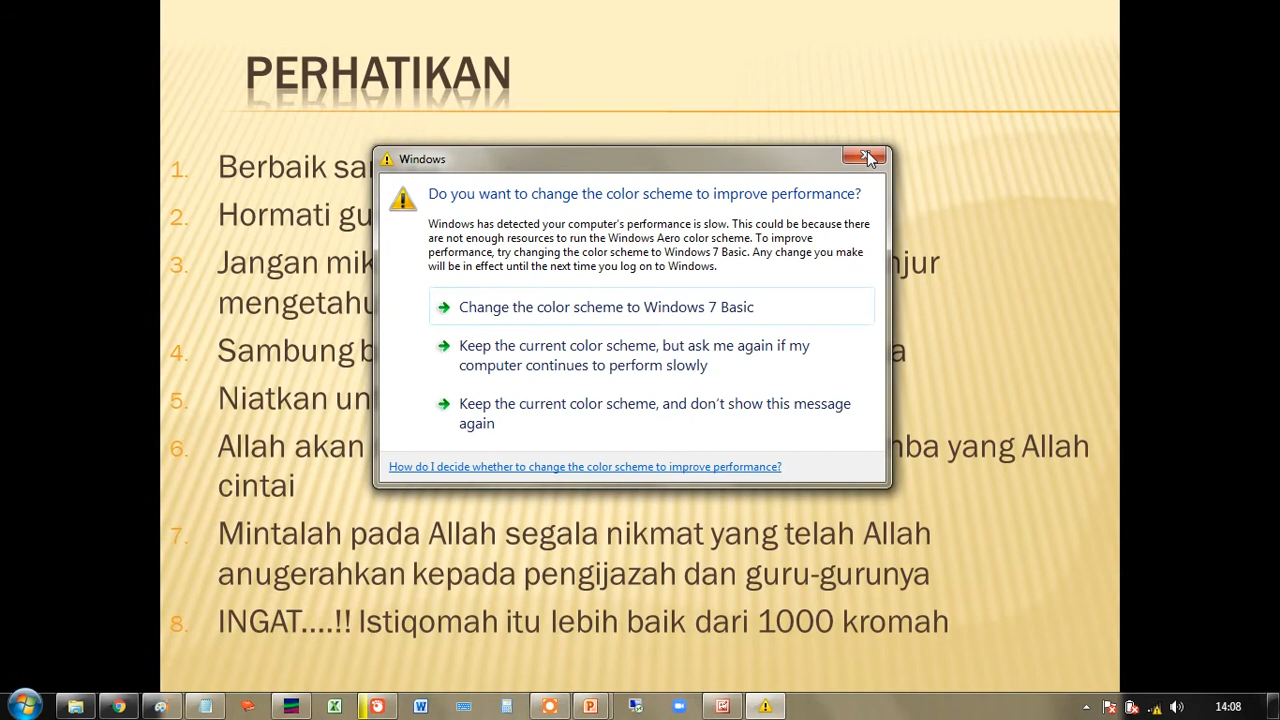 PERHATIKAN
Windows
1. Berbaik
Do you want to change the color scheme to improve performance?
2. Hormati
Windows has detected your computer's performance is slow. This could be because there
are not enough resources to run the Windows Aero color scheme. To improve
performance, try changing the color scheme to Windows 7 Basic. Any change you make
will be in effect until the next time you log on to Windows.
3. Jangan
Change the color scheme to Windows 7 Basic
4. Sambung
Keep the current color scheme, but ask me again if my
computer continues to perform slowly
5. Niatkan
Keep the current color scheme, and don't show this message
again
6. Allah akan yang Allah
cintai
How do I decide whether to change the color scheme to improve performance?
7. Mintalah pada Allah segala nikmat yang telah Allah
anugerahkan kepada pengijazah dan guru-gurunya
8. INGAT....!! Istiqomah itu lebih baik dari 1000 kromah
14:08